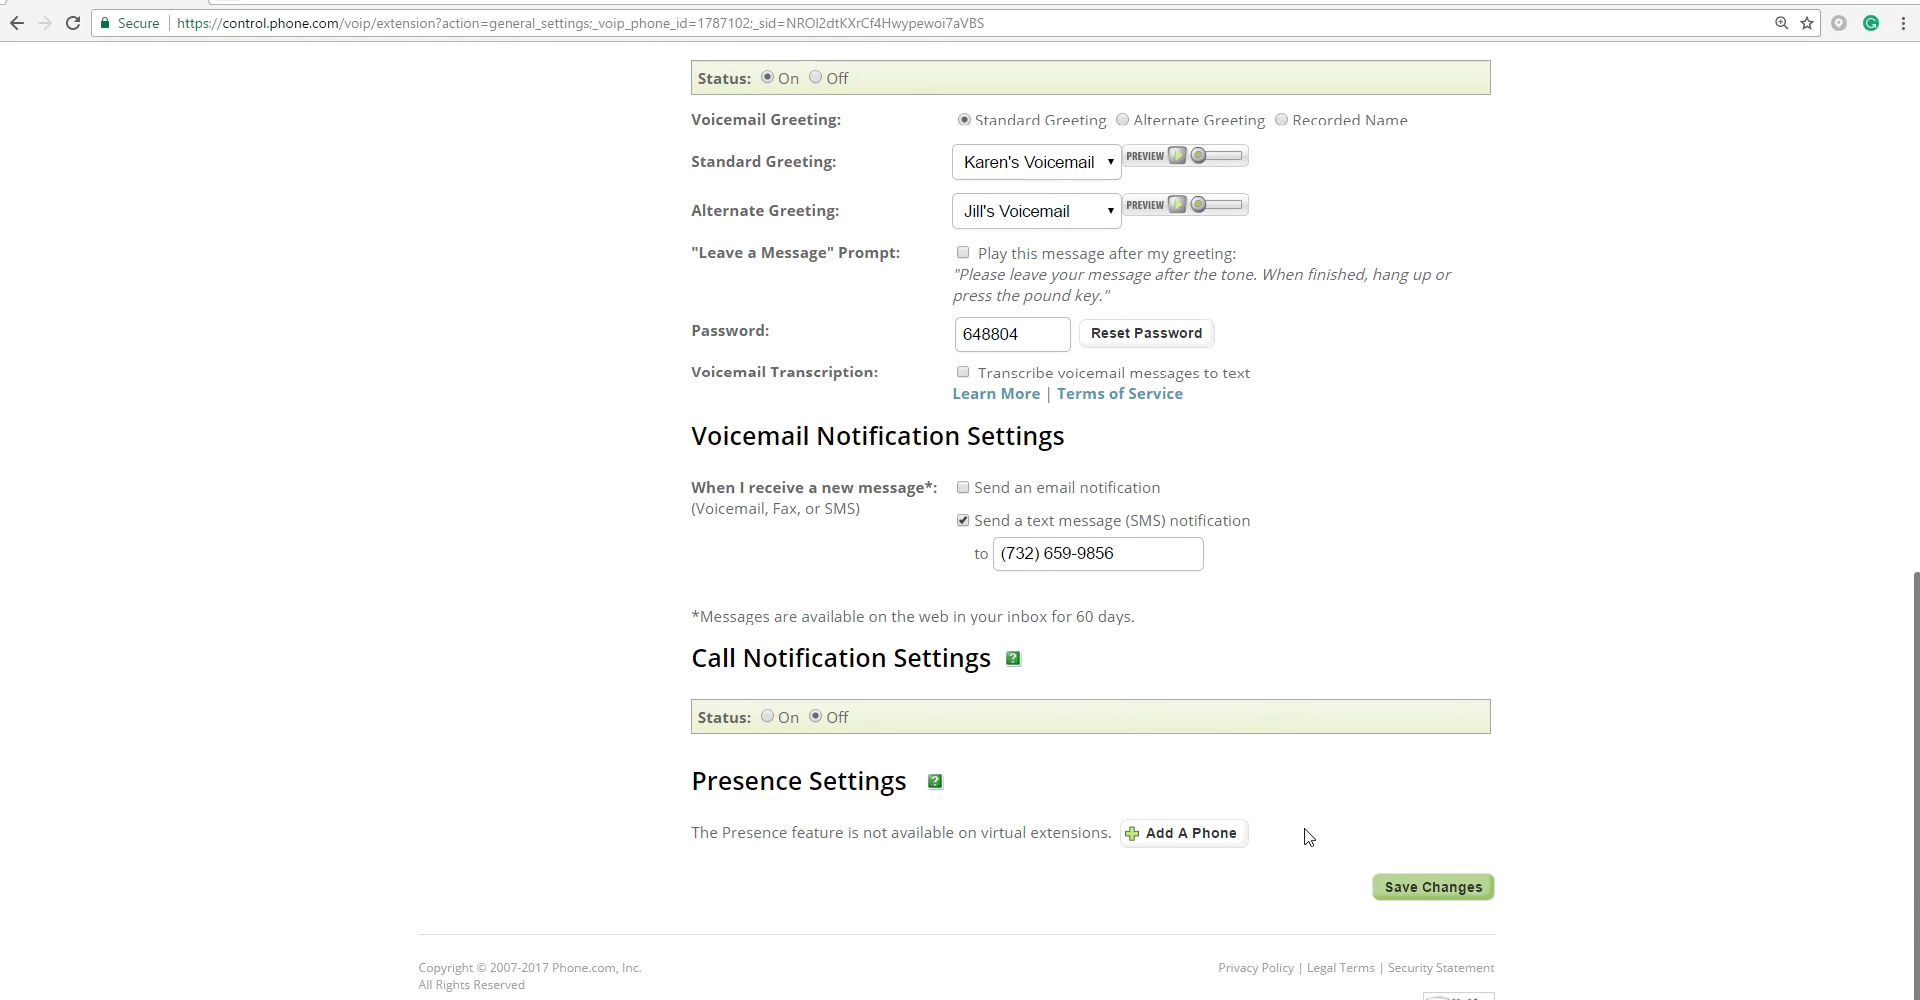 Secure https://control.phone.com/voip/extension?action=general_settings;_voip_phone_id=1787102;_sid=NROl2dtKXrCf4Hwypewoi7aVBS
Status: On Off
Voicemail Greeting: Standard Greeting Alternate Greeting Recorded Name
Standard Greeting: Karen's Voicemail PREVIEW
Alternate Greeting: Jill's Voicemail PREVIEW
"Leave a Message" Prompt: Play this message after my greeting:
"Please leave your message after the tone. When finished, hang up or
press the pound key."
Password: 648804 Reset Password
Voicemail Transcription: Transcribe voicemail messages to text
Learn More | Terms of Service
Voicemail Notification Settings
When I receive a new message*: Send an email notification
(Voicemail, Fax, or SMS)
Send a text message (SMS) notification
to (732) 659-9856
*Messages are available on the web in your inbox for 60 days.
Call Notification Settings ?
Status: On Off
Presence Settings ?
The Presence feature is not available on virtual extensions. Add A Phone
Save Changes
Copyright © 2007-2017 Phone.com, Inc. Privacy Policy | Legal Terms | Security Statement
All Rights Reserved